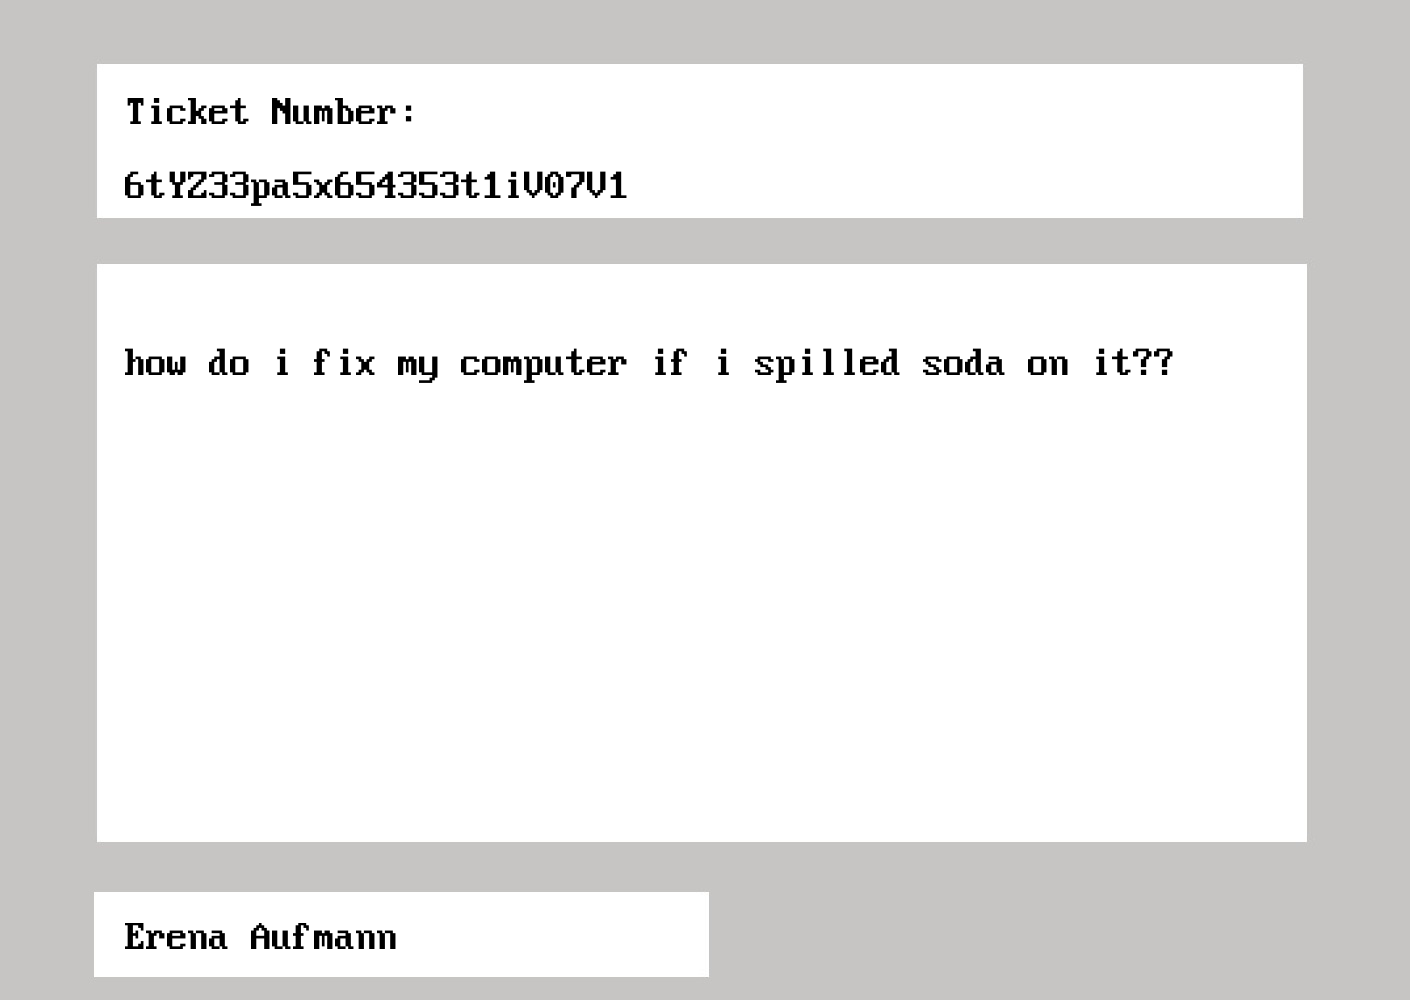 Ticket Number:
6tYZ33pa5x654353t1iV07V1
how do i fix my computer if i spilled soda on it??
Erena Aufmann